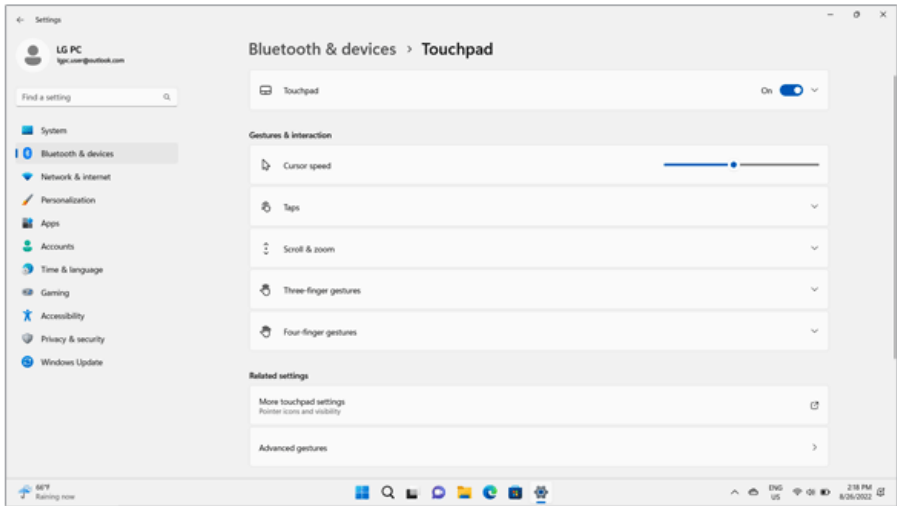 Settings
LG PC
lgpc.user@outlook.com
Find a setting
System
Bluetooth & devices
Network & internet
Personalization
Apps
Accounts
Time & language
Gaming
Accessibility
Privacy & security
Windows Update
Bluetooth & devices › Touchpad
Touchpad
On
Gestures & interaction
Cursor speed
Taps
Scroll & zoom
Three-finger gestures
Four-finger gestures
Related settings
More touchpad settings
Pointer icons and visibility
Advanced gestures
66°F
Raining now
ENG
US
2:18 PM
8/26/2022